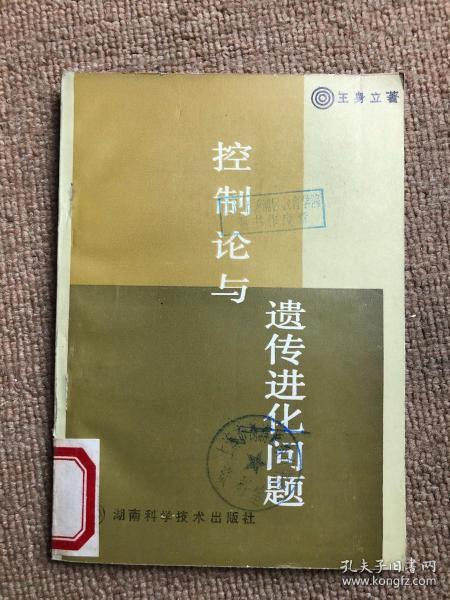 王身立著
控制论与
遗传进化问题
湖南科学技术出版社
孔夫子旧书网
www.kongfz.com